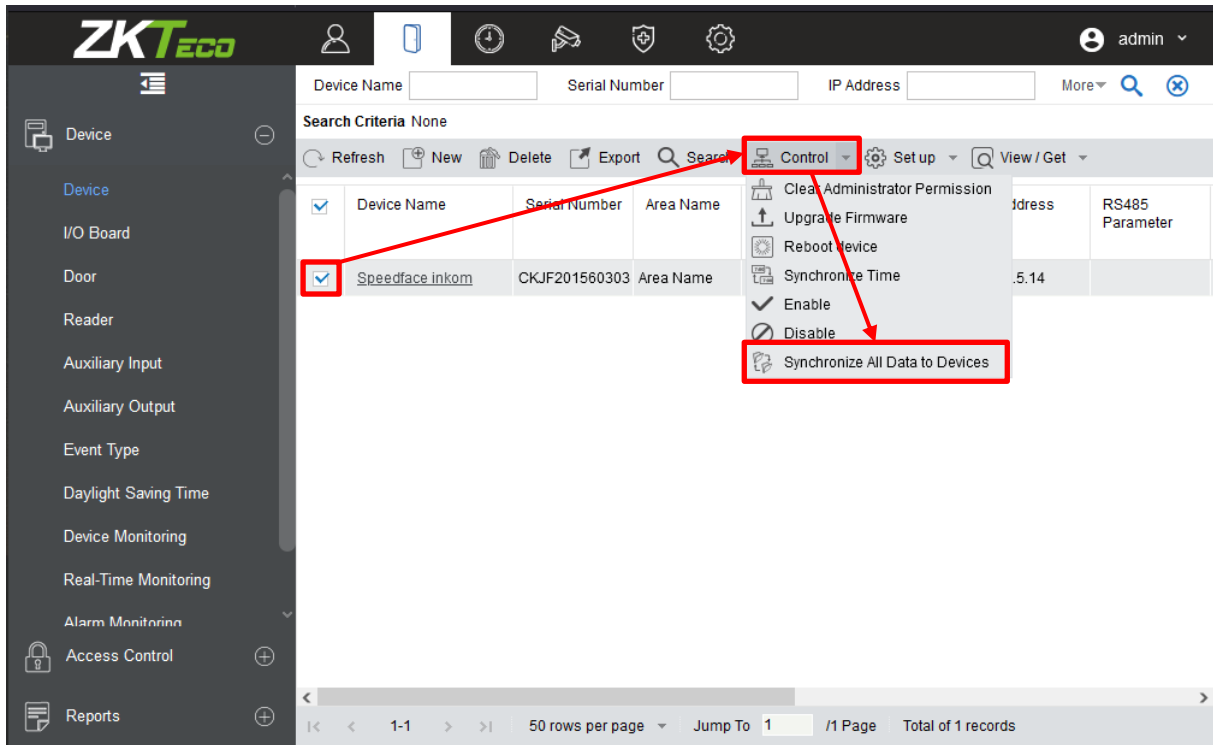 ZKTeco
admin
Device Name Serial Number IP Address More
Search Criteria None
Refresh New Delete Export Search Control Set up View / Get
Device
Device
I/O Board
Door
Reader
Auxiliary Input
Auxiliary Output
Event Type
Daylight Saving Time
Device Monitoring
Real-Time Monitoring
Alarm Monitoring
Access Control
Reports
Device Name Serial Number Area Name ddress RS485 Parameter
Speedface inkom CKJF201560303 Area Name .5.14
Clear Administrator Permission
Upgrade Firmware
Reboot device
Synchronize Time
Enable
Disable
Synchronize All Data to Devices
1-1 50 rows per page Jump To 1 /1 Page Total of 1 records